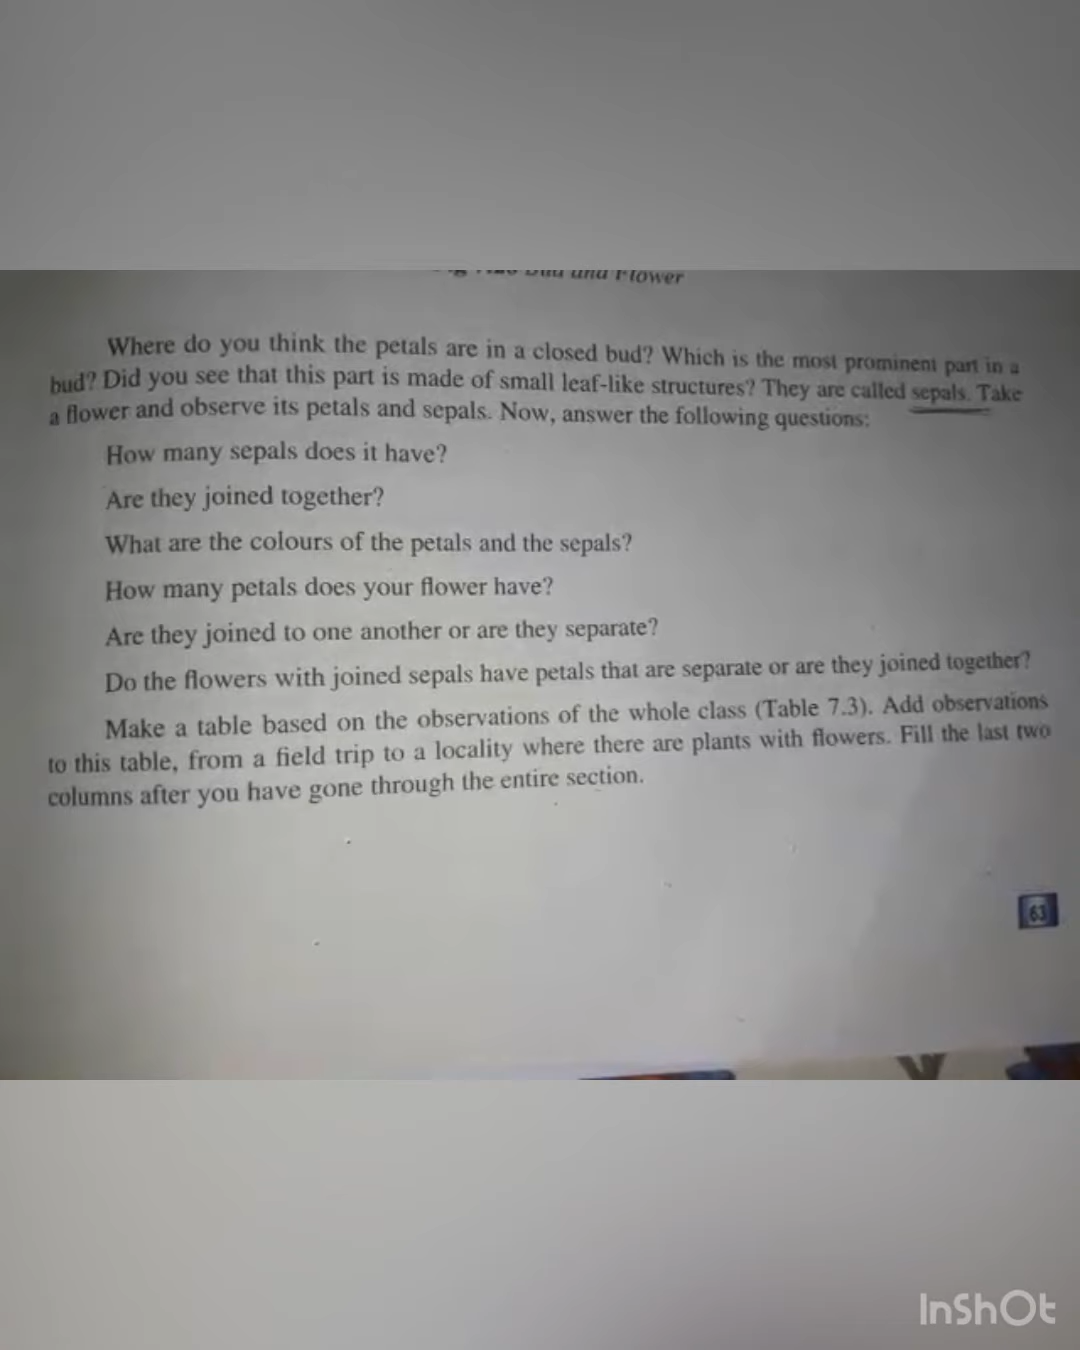 Bud and Flower
Where do you think the petals are in a closed bud? Which is the most prominent part in a
bud? Did you see that this part is made of small leaf-like structures? They are called sepals. Take
a flower and observe its petals and sepals. Now, answer the following questions:
How many sepals does it have?
Are they joined together?
What are the colours of the petals and the sepals?
How many petals does your flower have?
Are they joined to one another or are they separate?
Do the flowers with joined sepals have petals that are separate or are they joined together?
Make a table based on the observations of the whole class (Table 7.3). Add observations
to this table, from a field trip to a locality where there are plants with flowers. Fill the last two
columns after you have gone through the entire section.
63
W
InShOt